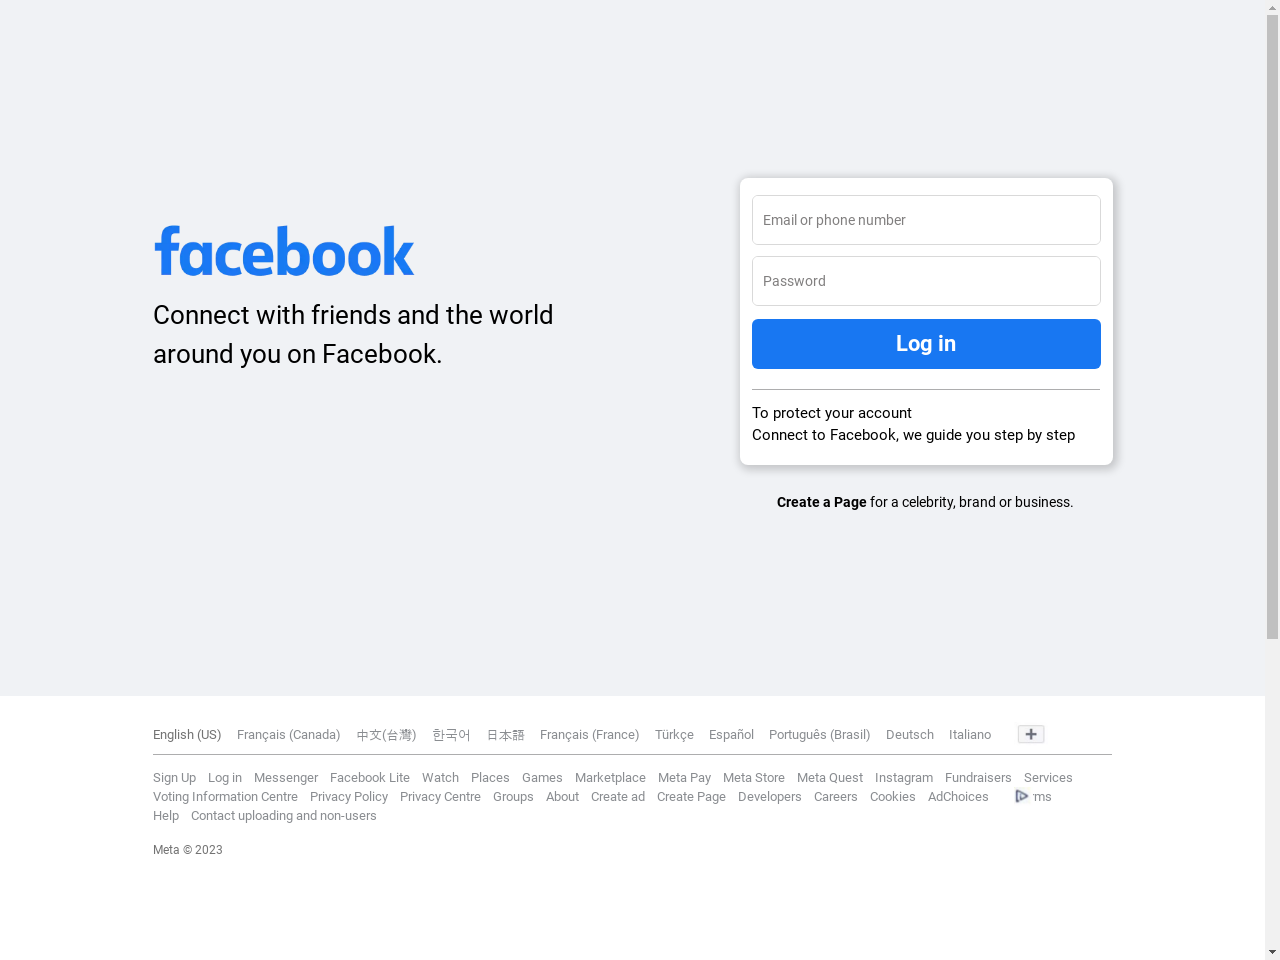 facebook
Connect with friends and the world
around you on Facebook.
Email or phone number
Password
Log in
To protect your account
Connect to Facebook, we guide you step by step
Create a Page for a celebrity, brand or business.
English (US) Français (Canada) 中文(台灣) 한국어 日本語 Français (France) Türkçe Español Português (Brasil) Deutsch Italiano
Sign Up Log in Messenger Facebook Lite Watch Places Games Marketplace Meta Pay Meta Store Meta Quest Instagram Fundraisers Services
Voting Information Centre Privacy Policy Privacy Centre Groups About Create ad Create Page Developers Careers Cookies AdChoices
Help Contact uploading and non-users
Meta © 2023